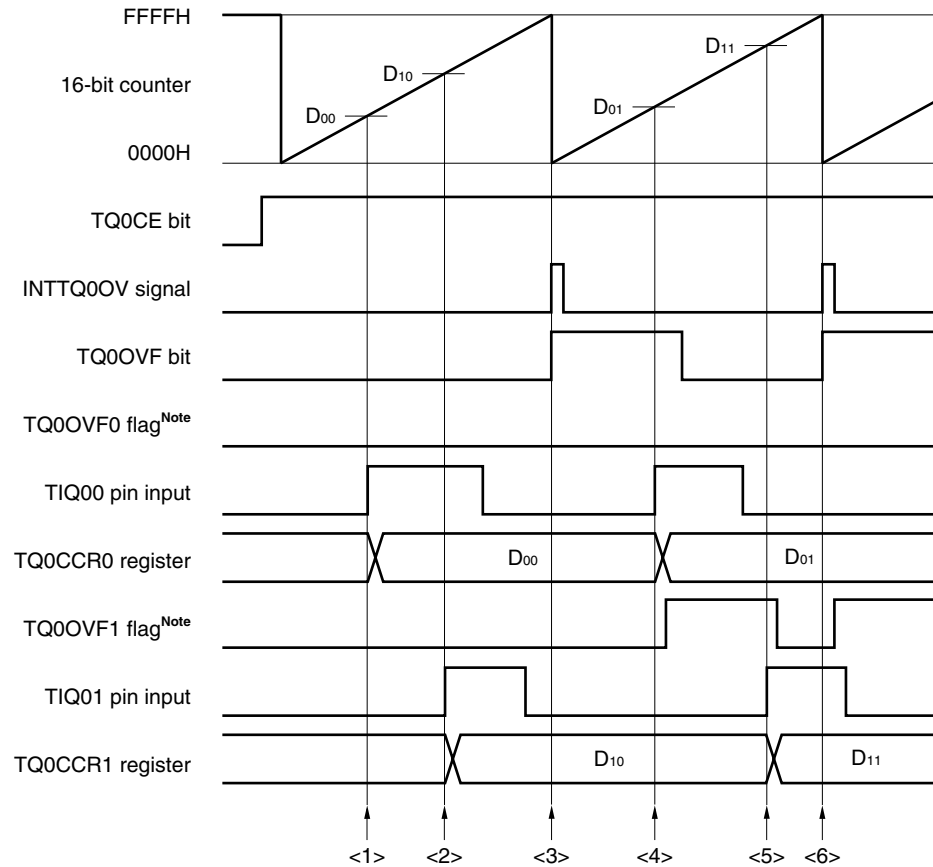 FFFFH
D11
D10
16-bit counter
D01
D00
0000H
TQ0CE bit
INTTQ0OV signal
TQ0OVF bit
TQ0OVF0 flagNote
TIQ00 pin input
TQ0CCR0 register
D00
D01
TQ0OVF1 flagNote
TIQ01 pin input
TQ0CCR1 register
D10
D11
<1> <2> <3> <4> <5> <6>